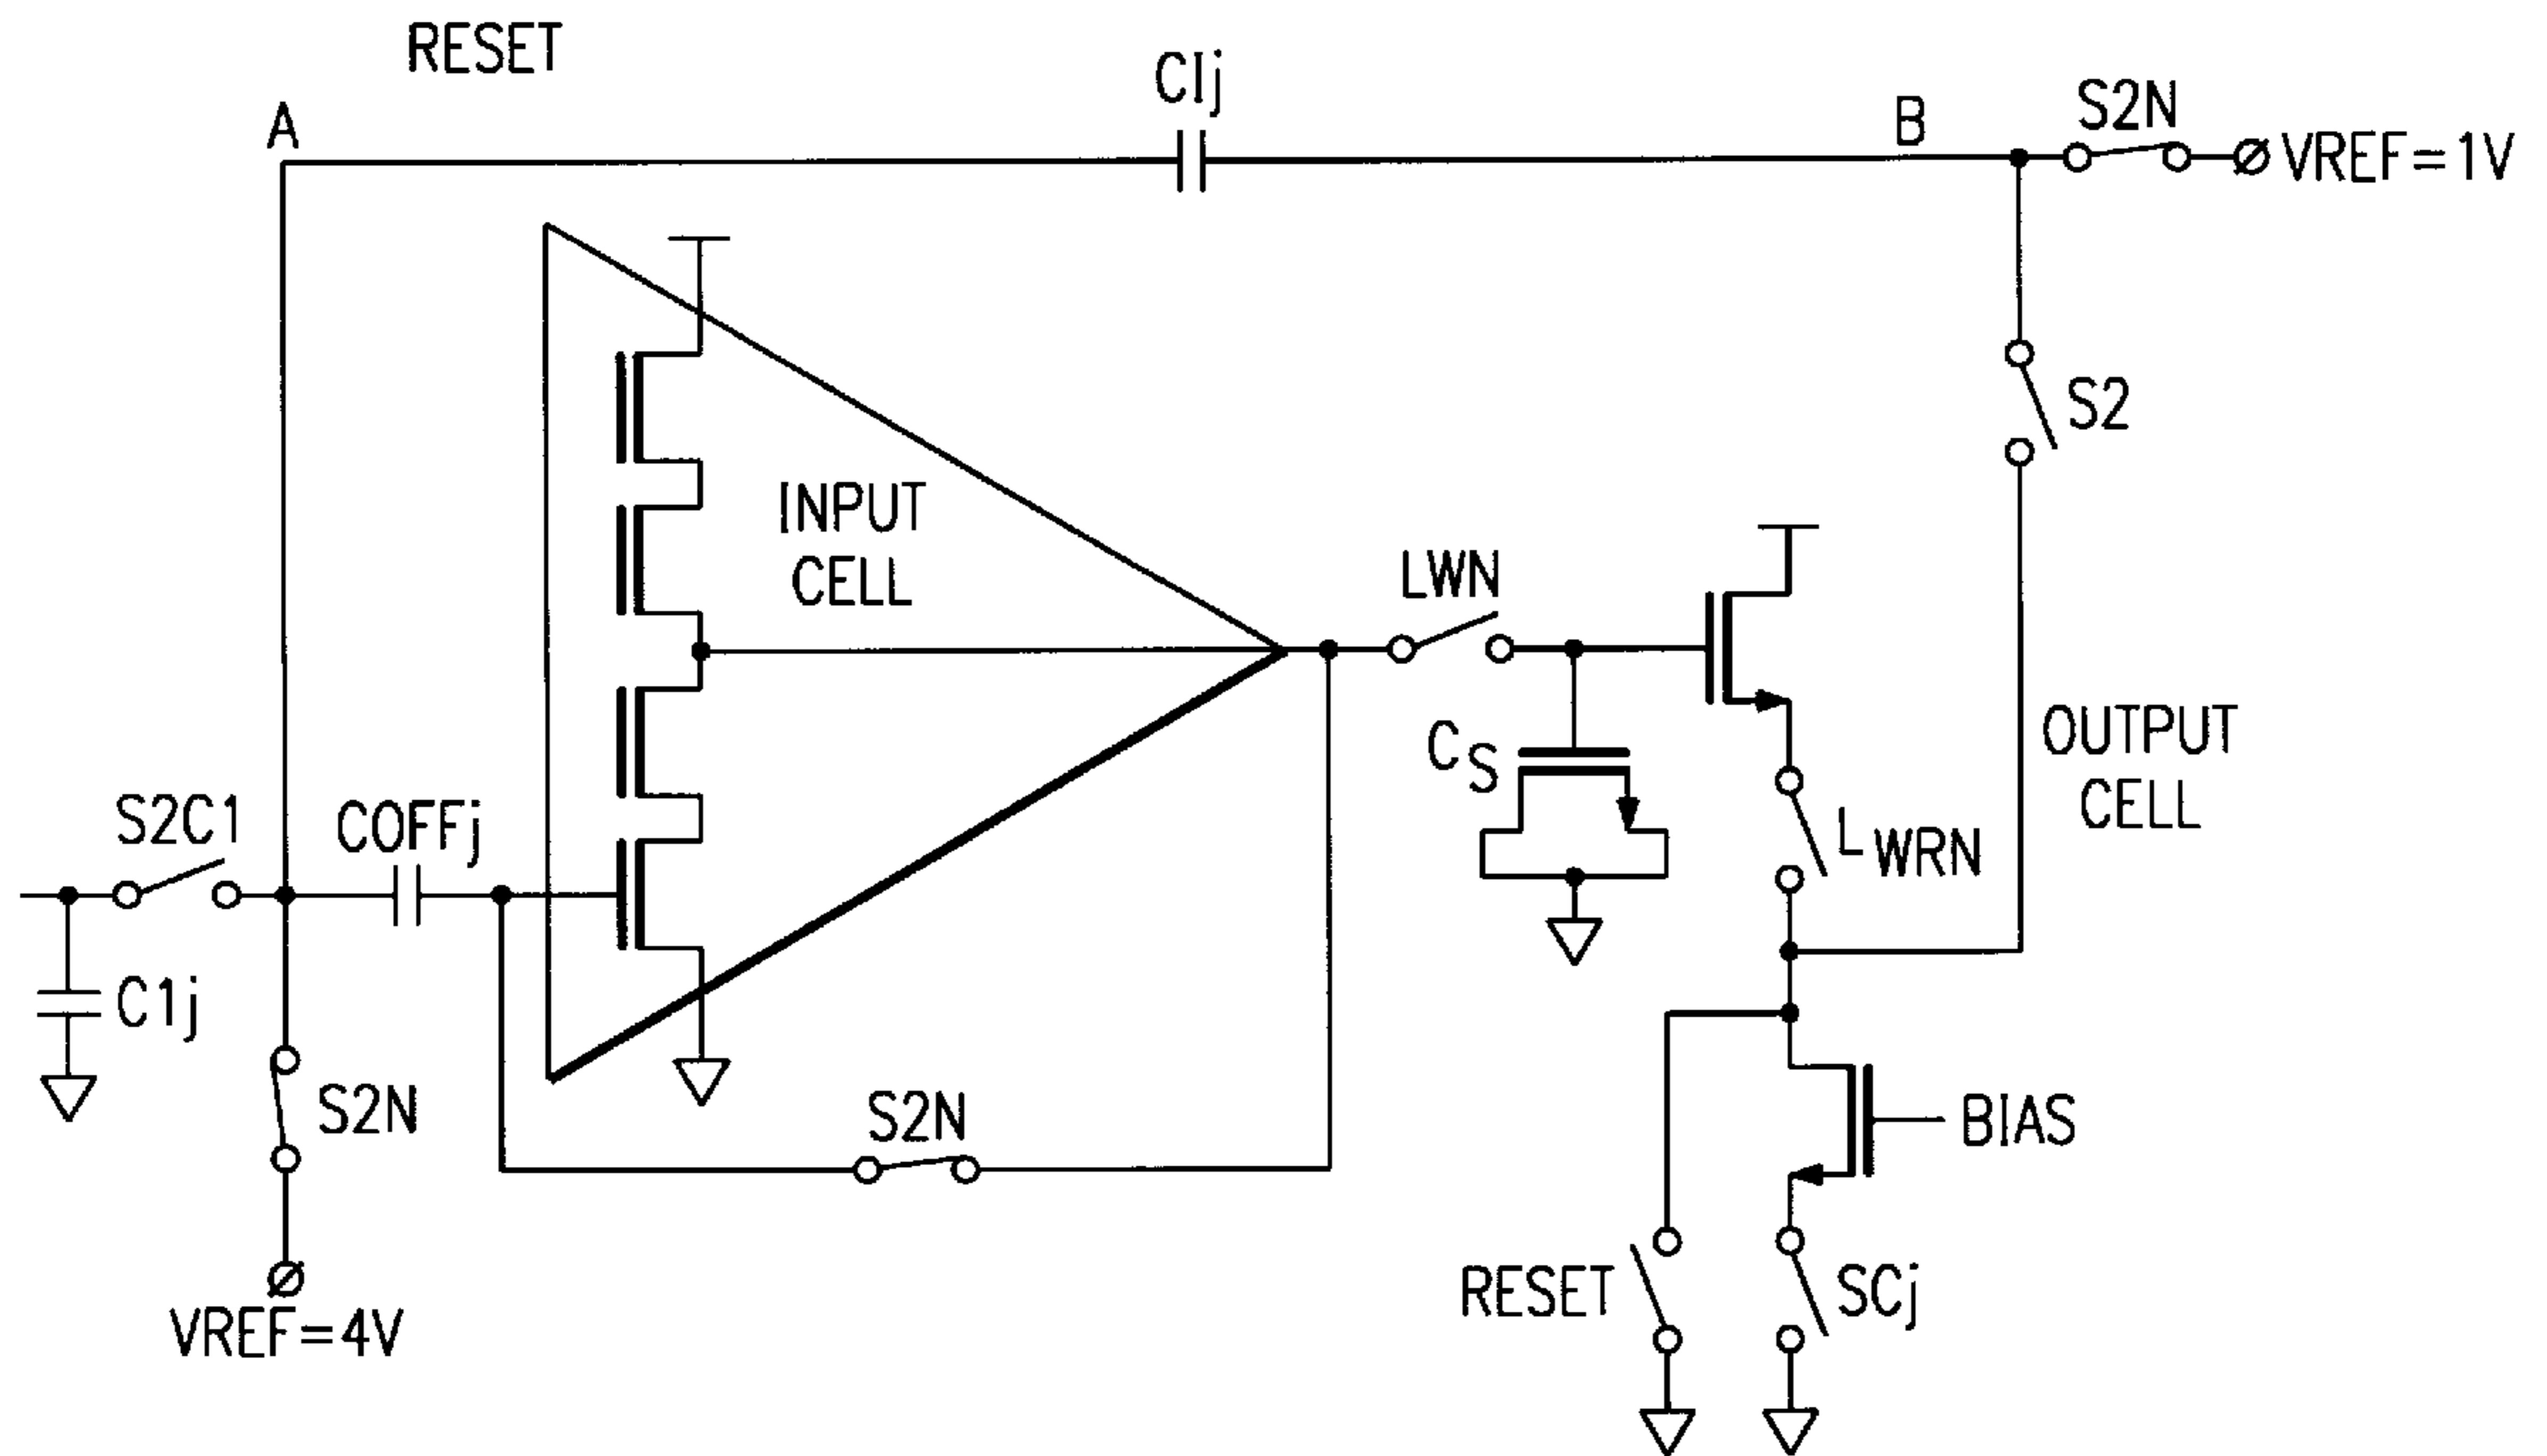 RESET
A
CIj
B
S2N
VREF=1V
S2
INPUT
CELL
LWN
OUTPUT
CELL
CS
LWRN
S2C1
COFFj
C1j
S2N
S2N
BIAS
VREF=4V
RESET
SCj